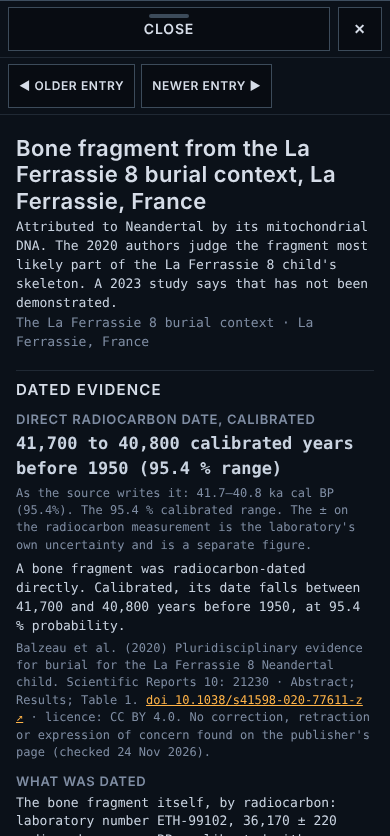 CLOSE
✕
◀ OLDER ENTRY
NEWER ENTRY ▶
Bone fragment from the La
Ferrassie 8 burial context, La
Ferrassie, France
Attributed to Neandertal by its mitochondrial
DNA. The 2020 authors judge the fragment most
likely part of the La Ferrassie 8 child's
skeleton. A 2023 study says that has not been
demonstrated.
The La Ferrassie 8 burial context · La
Ferrassie, France
DATED EVIDENCE
DIRECT RADIOCARBON DATE, CALIBRATED
41,700 to 40,800 calibrated years
before 1950 (95.4 % range)
As the source writes it: 41.7–40.8 ka cal BP
(95.4%). The 95.4 % calibrated range. The ± on
the radiocarbon measurement is the laboratory's
own uncertainty and is a separate figure.
A bone fragment was radiocarbon-dated
directly. Calibrated, its date falls between
41,700 and 40,800 years before 1950, at 95.4
% probability.
Balzeau et al. (2020) Pluridisciplinary evidence
for burial for the La Ferrassie 8 Neandertal
child. Scientific Reports 10: 21230 · Abstract;
Results; Table 1. doi 10.1038/s41598-020-77611-z
↗ · licence: CC BY 4.0. No correction, retraction
or expression of concern found on the publisher's
page (checked 24 Nov 2026).
WHAT WAS DATED
The bone fragment itself, by radiocarbon:
laboratory number ETH-99102, 36,170 ± 220